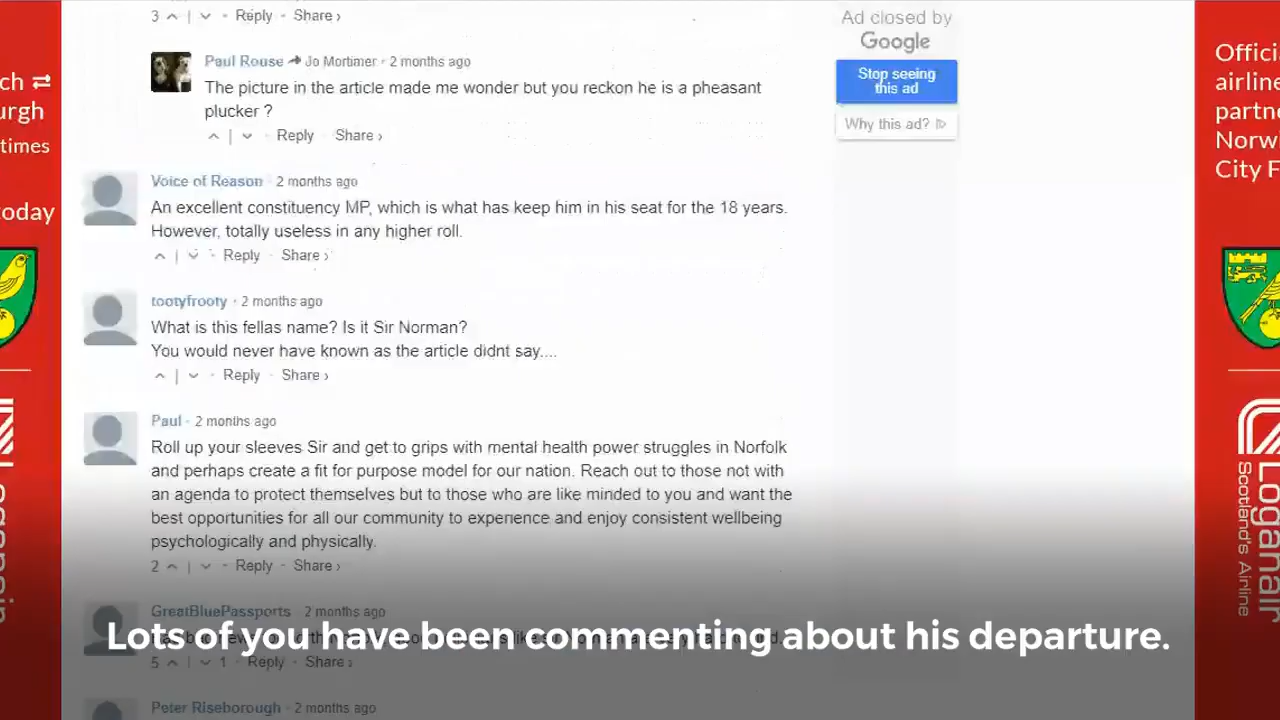 3 Reply Share ›
Paul Rouse Jo Mortimer · 2 months ago
The picture in the article made me wonder but you reckon he is a pheasant
plucker ?
Reply Share ›
Voice of Reason 2 months ago
An excellent constituency MP, which is what has keep him in his seat for the 18 years.
However, totally useless in any higher roll.
Reply Share ›
tootyfrooty · 2 months ago
What is this fellas name? Is it Sir Norman?
You would never have known as the article didnt say....
Reply Share ›
Paul · 2 months ago
Roll up your sleeves Sir and get to grips with mental health power struggles in Norfolk
and perhaps create a fit for purpose model for our nation. Reach out to those not with
an agenda to protect themselves but to those who are like minded to you and want the
best opportunities for all our community to experience and enjoy consistent wellbeing
psychologically and physically.
2 Reply Share ›
GreatBluePassports 2 months ago
5 1 Reply Share ›
Peter Riseborough · 2 months ago
Lots of you have been commenting about his departure.
Ad closed by
Google
Stop seeing
this ad
Why this ad?
ch
urgh
times
today
Offici
airline
partne
Norw
City F
Loganair
Scotland's Airline